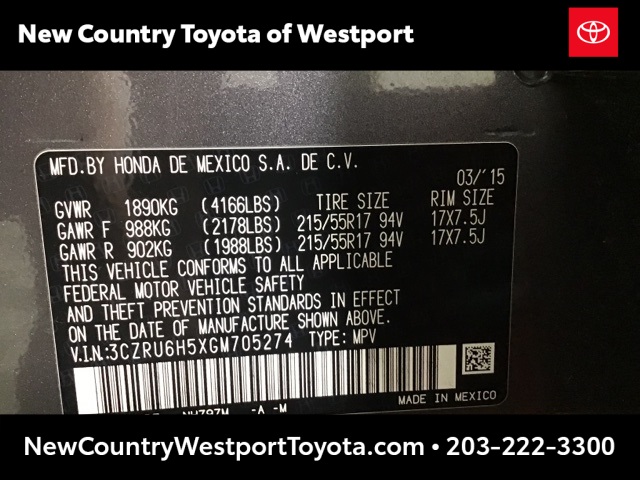 New Country Toyota of Westport
MFD.BY HONDA DE MEXICO S.A. DE C.V.
03/'15
GVWR 1890KG (4166LBS) TIRE SIZE RIM SIZE
GAWR F 988KG (2178LBS) 215/55R17 94V 17X7.5J
GAWR R 902KG (1988LBS) 215/55R17 94V 17X7.5J
THIS VEHICLE CONFORMS TO ALL APPLICABLE
FEDERAL MOTOR VEHICLE SAFETY
AND THEFT PREVENTION STANDARDS IN EFFECT
ON THE DATE OF MANUFACTURE SHOWN ABOVE.
V.I.N.:3CZRU6H5XGM705274 TYPE: MPV
MADE IN MEXICO
-A -M
NewCountryWestportToyota.com • 203-222-3300